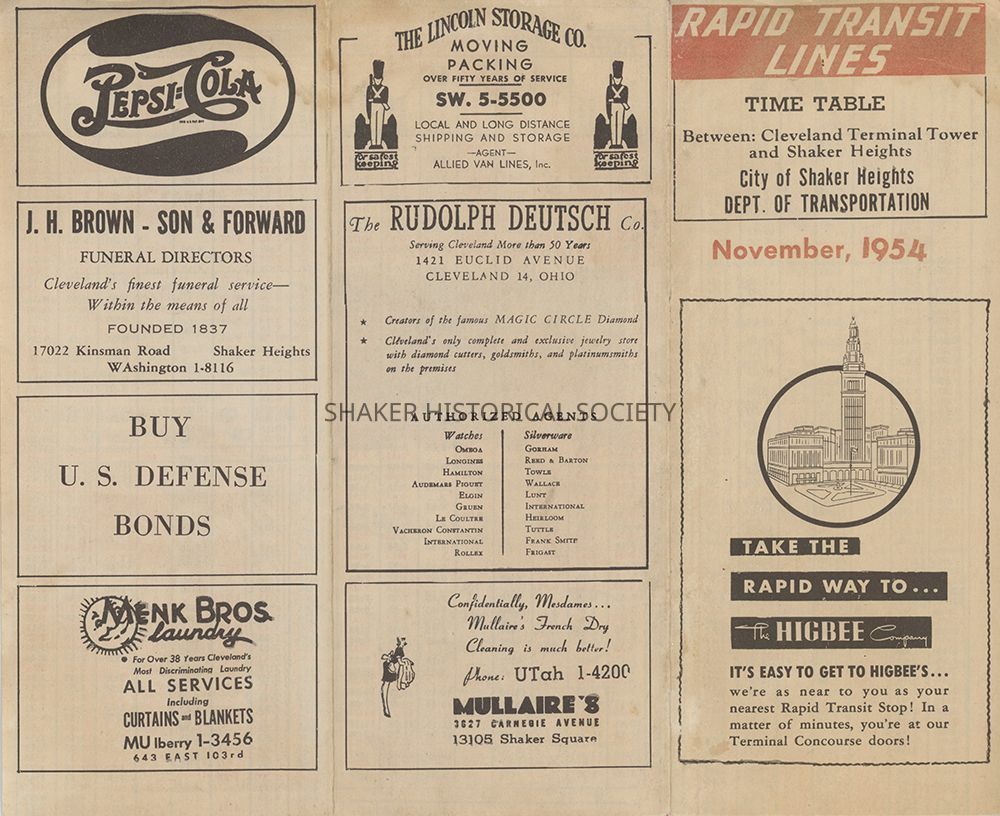 PEPSI-COLA
J. H. BROWN - SON & FORWARD
FUNERAL DIRECTORS
Cleveland's finest funeral service—
Within the means of all
FOUNDED 1837
17022 Kinsman Road Shaker Heights
WAshington 1-8116
BUY
U. S. DEFENSE
BONDS
MENK BROS.
laundry
• For Over 38 Years Cleveland's
Most Discriminating Laundry
ALL SERVICES
Including
CURTAINS and BLANKETS
MU lberry 1-3456
643 EAST 103rd
THE LINCOLN STORAGE CO.
MOVING
PACKING
OVER FIFTY YEARS OF SERVICE
SW. 5-5500
LOCAL AND LONG DISTANCE
SHIPPING AND STORAGE
—AGENT—
ALLIED VAN LINES, Inc.
for safest
keeping
for safest
keeping
The RUDOLPH DEUTSCH Co.
Serving Cleveland More than 50 Years
1421 EUCLID AVENUE
CLEVELAND 14, OHIO
★ Creators of the famous MAGIC CIRCLE Diamond
★ Cleveland's only complete and exclusive jewelry store
with diamond cutters, goldsmiths, and platinumsmiths
on the premises
SHAKER HISTORICAL SOCIETY
AUTHORIZED AGENTS
Watches Silverware
OMEGA GORHAM
LONGINES REED & BARTON
HAMILTON TOWLE
AUDEMARS PIGUET WALLACE
ELGIN LUNT
GRUEN INTERNATIONAL
LE COULTRE HEIRLOOM
VACHERON CONSTANTIN TUTTLE
INTERNATIONAL FRANK SMITH
ROLLEX FRIGAST
Confidentially, Mesdames...
Mullaire's French Dry
Cleaning is much better!
Phone: UTah 1-4200
MULLAIRE'S
3627 CARNEGIE AVENUE
13105 Shaker Square
RAPID TRANSIT
LINES
TIME TABLE
Between: Cleveland Terminal Tower
and Shaker Heights
City of Shaker Heights
DEPT. OF TRANSPORTATION
November, 1954
TAKE THE
RAPID WAY TO...
The HIGBEE Company
IT'S EASY TO GET TO HIGBEE'S...
we're as near to you as your
nearest Rapid Transit Stop! In a
matter of minutes, you're at our
Terminal Concourse doors!